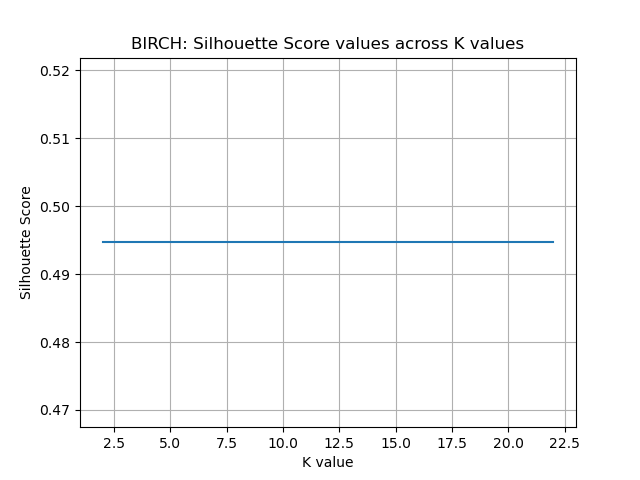 BIRCH: Silhouette Score values across K values
0.52
0.51
0.50
0.49
0.48
0.47
Silhouette Score
2.5 5.0 7.5 10.0 12.5 15.0 17.5 20.0 22.5
K value